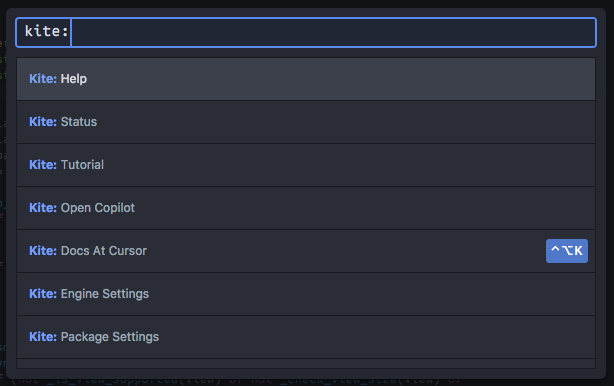 kite:
Kite: Help
Kite: Status
Kite: Tutorial
Kite: Open Copilot
Kite: Docs At Cursor ⌃⌥K
Kite: Engine Settings
Kite: Package Settings